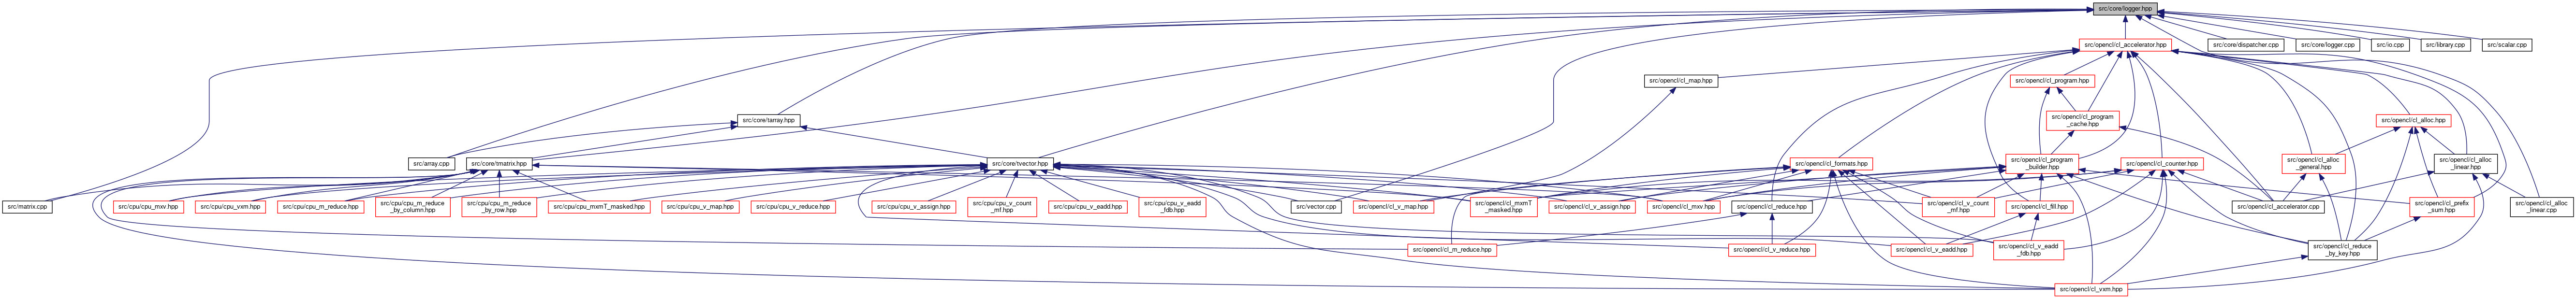 src/core/logger.hpp
src/opencl/cl_accelerator.hpp
src/core/dispatcher.cpp
src/core/logger.cpp
src/io.cpp
src/library.cpp
src/scalar.cpp
src/opencl/cl_map.hpp
src/opencl/cl_program.hpp
src/core/tarray.hpp
src/opencl/cl_program
_cache.hpp
src/opencl/cl_alloc.hpp
src/array.cpp
src/core/tmatrix.hpp
src/core/tvector.hpp
src/opencl/cl_formats.hpp
src/opencl/cl_program
_builder.hpp
src/opencl/cl_counter.hpp
src/opencl/cl_alloc
_general.hpp
src/opencl/cl_alloc
_linear.hpp
src/matrix.cpp
src/cpu/cpu_mxv.hpp
src/cpu/cpu_vxm.hpp
src/cpu/cpu_m_reduce.hpp
src/cpu/cpu_m_reduce
_by_column.hpp
src/cpu/cpu_m_reduce
_by_row.hpp
src/cpu/cpu_mxmT_masked.hpp
src/cpu/cpu_v_map.hpp
src/cpu/cpu_v_reduce.hpp
src/cpu/cpu_v_assign.hpp
src/cpu/cpu_v_count
_mf.hpp
src/cpu/cpu_v_eadd.hpp
src/cpu/cpu_v_eadd
_fdb.hpp
src/vector.cpp
src/opencl/cl_v_map.hpp
src/opencl/cl_mxmT
_masked.hpp
src/opencl/cl_v_assign.hpp
src/opencl/cl_mxv.hpp
src/opencl/cl_reduce.hpp
src/opencl/cl_v_count
_mf.hpp
src/opencl/cl_fill.hpp
src/opencl/cl_accelerator.cpp
src/opencl/cl_prefix
_sum.hpp
src/opencl/cl_alloc
_linear.cpp
src/opencl/cl_m_reduce.hpp
src/opencl/cl_v_reduce.hpp
src/opencl/cl_v_eadd.hpp
src/opencl/cl_v_eadd
_fdb.hpp
src/opencl/cl_reduce
_by_key.hpp
src/opencl/cl_vxm.hpp